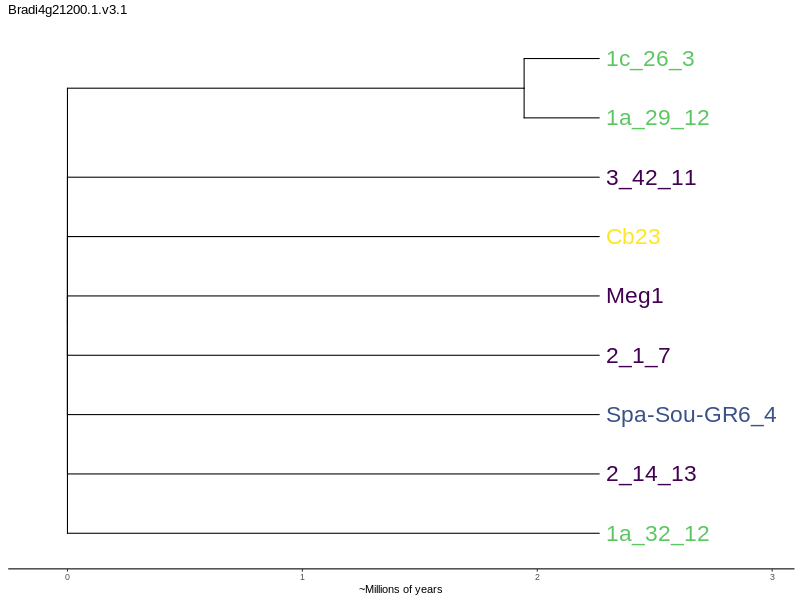 Bradi4g21200.1.v3.1
1c_26_3
1a_29_12
3_42_11
Cb23
Meg1
2_1_7
Spa-Sou-GR6_4
2_14_13
1a_32_12
0 1 2 3
~Millions of years